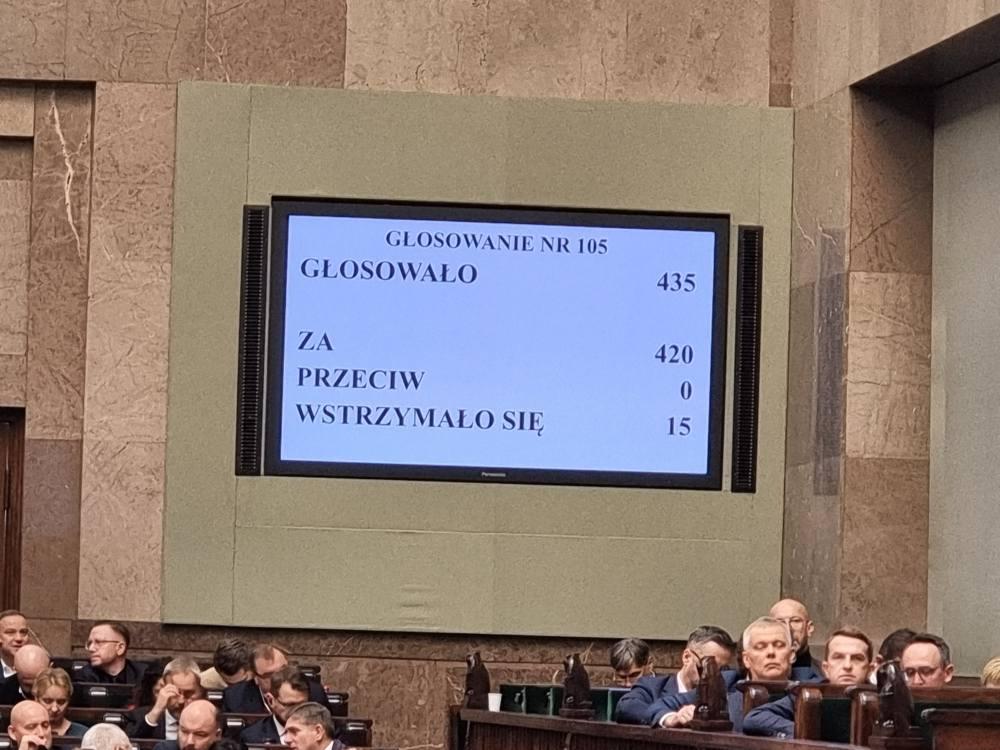 GŁOSOWANIE NR 105
GŁOSOWAŁO 435
ZA 420
PRZECIW 0
WSTRZYMAŁO SIĘ 15
Panasonic